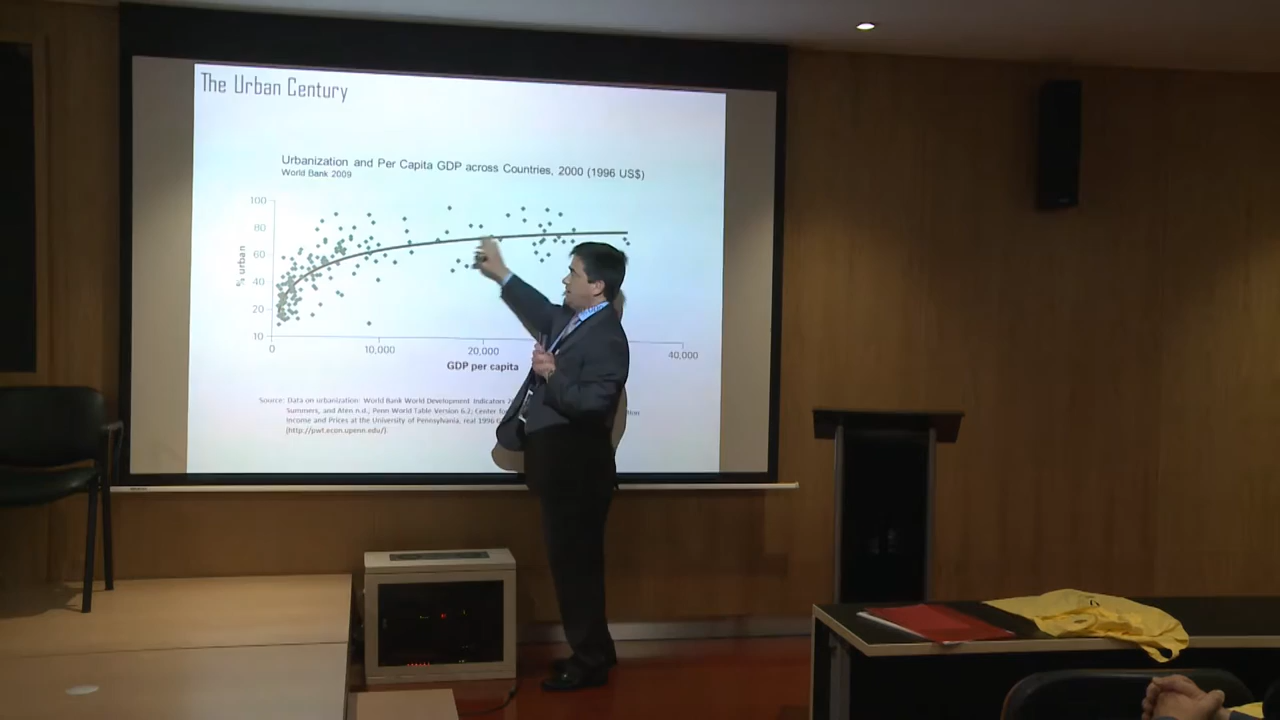 The Urban Century
Urbanization and Per Capita GDP across Countries, 2000 (1996 US$)
World Bank 2009
100
80
60
40
20
10
% urban
0
10,000
20,000
40,000
GDP per capita
Source: Data on urbanization: World Bank World Development Indicators
Summers, and Aten n.d., Penn World Table Version 6.2; Center
Income and Prices at the University of Pennsylvania, real 1996
(http://pwt.econ.upenn.edu/).